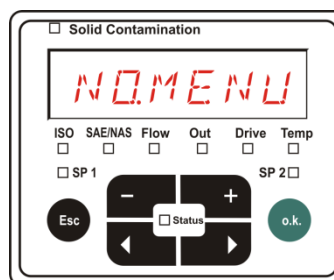 Solid Contamination
NO.MENU
ISO SAE/NAS Flow Out Drive Temp
SP 1 SP 2
- +
Esc Status o.k.